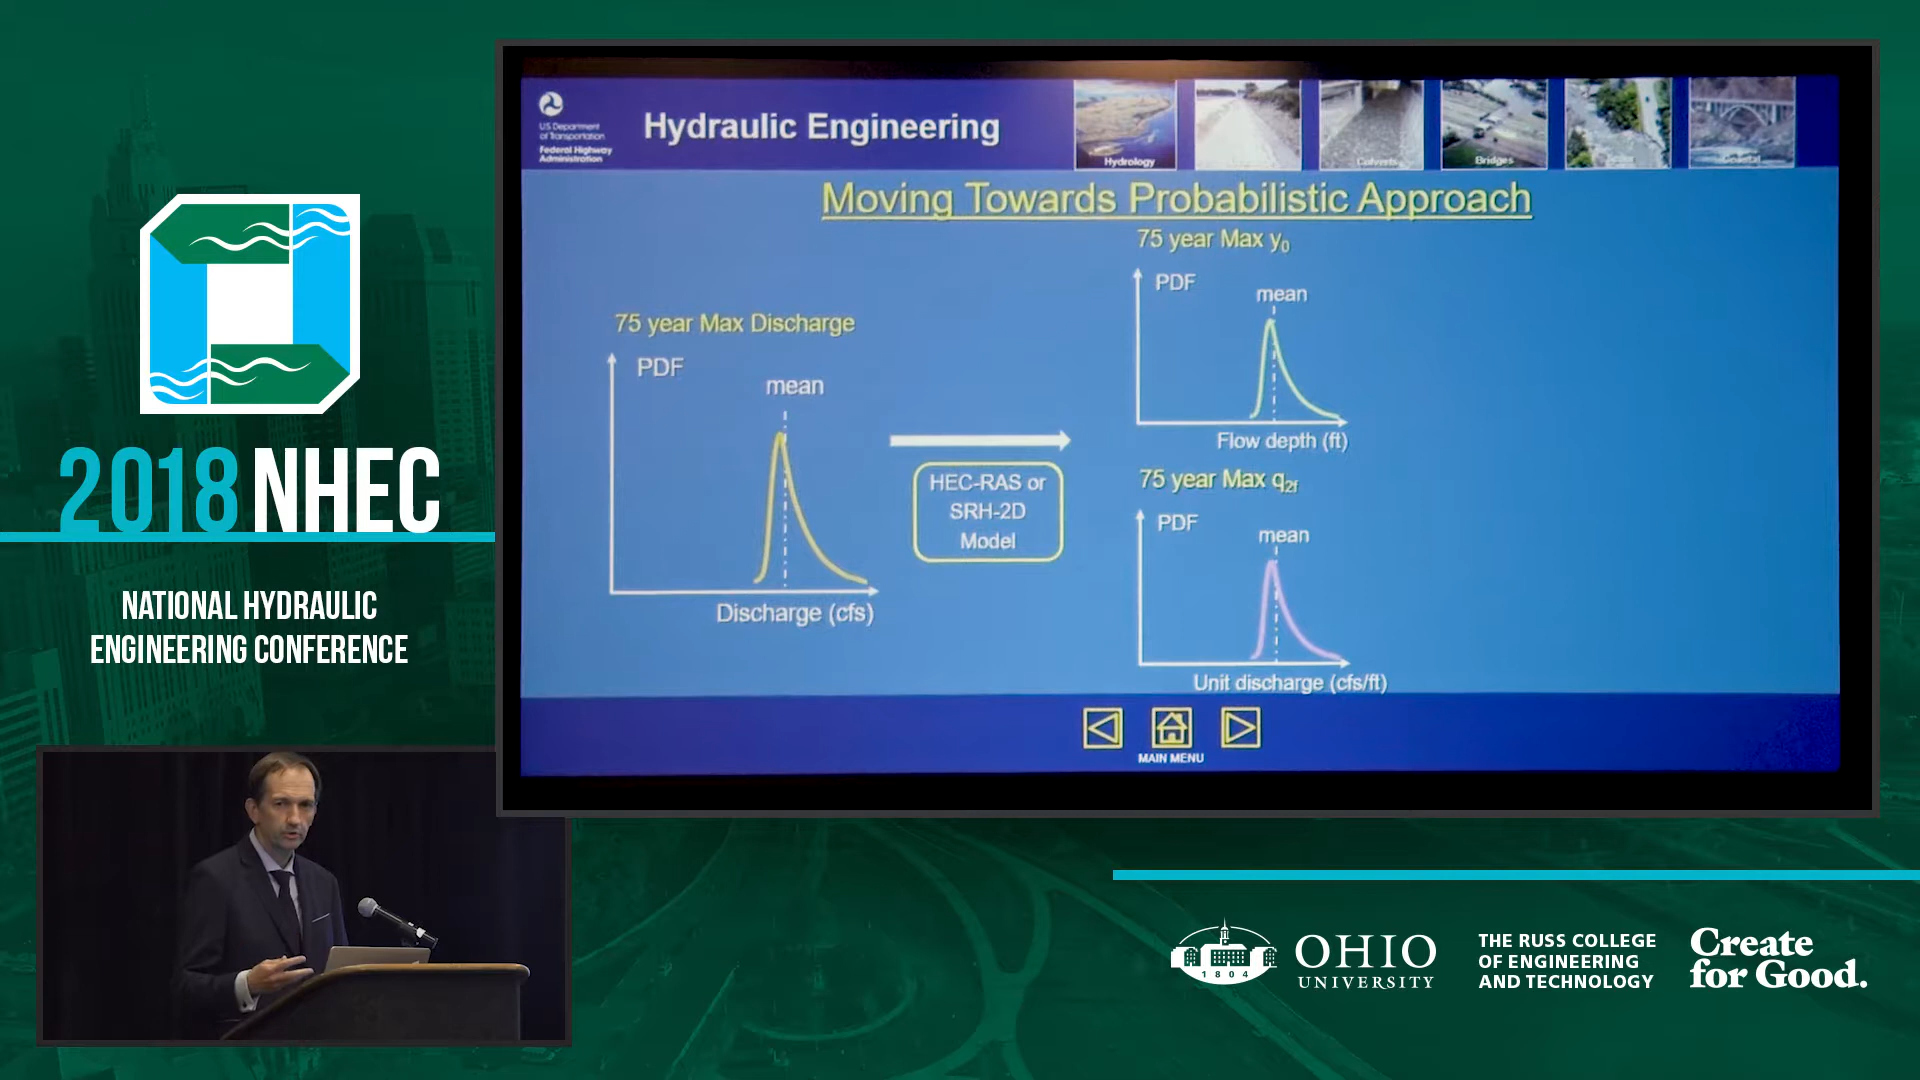 2018 NHEC
NATIONAL HYDRAULIC
ENGINEERING CONFERENCE
US Department
of Transportation
Federal Highway
Administration
Hydraulic Engineering
Hydrology
Culverts
Bridges
Coastal
Moving Towards Probabilistic Approach
75 year Max Discharge
PDF
mean
Discharge (cfs)
HEC-RAS or
SRH-2D
Model
75 year Max y0
PDF
mean
Flow depth (ft)
75 year Max q2f
PDF
mean
Unit discharge (cfs/ft)
MAIN MENU
1804
OHIO
UNIVERSITY
THE RUSS COLLEGE
OF ENGINEERING
AND TECHNOLOGY
Create
for Good.